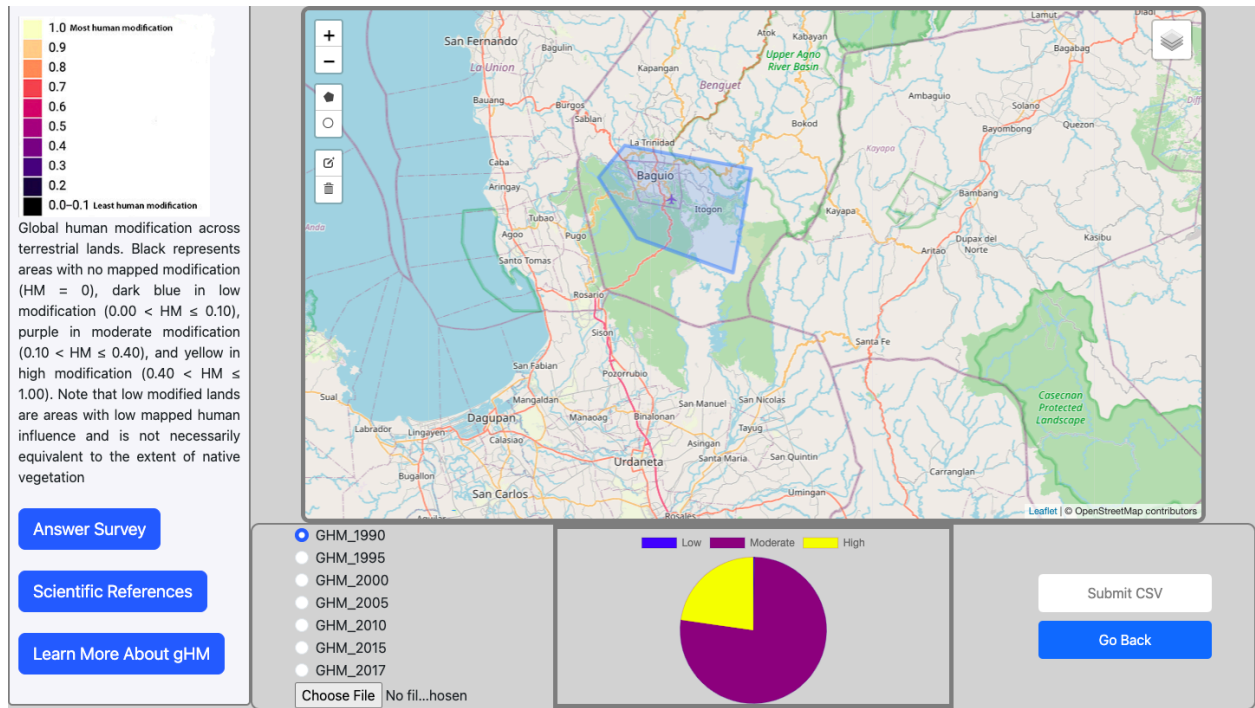 1.0 Most human modification
0.9
0.8
0.7
0.6
0.5
0.4
0.3
0.2
0.0–0.1 Least human modification
Global human modification across
terrestrial lands. Black represents
areas with no mapped modification
(HM = 0), dark blue in low
modification (0.00 < HM ≤ 0.10),
purple in moderate modification
(0.10 < HM ≤ 0.40), and yellow in
high modification (0.40 < HM ≤
1.00). Note that low modified lands
are areas with low mapped human
influence and is not necessarily
equivalent to the extent of native
vegetation
Answer Survey
Scientific References
Learn More About gHM
+
−
San Fernando
La Union
Bagulin
Atok
Kabayan
Upper Agno
River Basin
Lamut
Bagabag
Kapangan
Benguet
Bauang
Burgos
Sablan
Ambaguio
Solano
Bokod
Bayombong
Quezon
La Trinidad
Kayapa
Caba
Baguio
Aringay
Itogon
Bambang
Tubao
Kayapa
Ando
Agoo
Pugo
Aritao
Dupax del
Norte
Kasibu
Santo Tomas
Rosario
Sison
Santa Fe
San Fabian
Pozorrubio
Sual
Mangaldan
San Manuel
San Nicolas
Casecnan
Protected
Landscape
Dagupan
Manaoag
Binalonan
Labrador
Lingayen
Calasiao
Tayug
Asingan
Urdaneta
Santa Maria
San Quintin
Bugallon
Carranglan
San Carlos
Umingan
Rosales
Leaflet | © OpenStreetMap contributors
GHM_1990
GHM_1995
GHM_2000
GHM_2005
GHM_2010
GHM_2015
GHM_2017
Choose File No fil...hosen
Low Moderate High
Submit CSV
Go Back